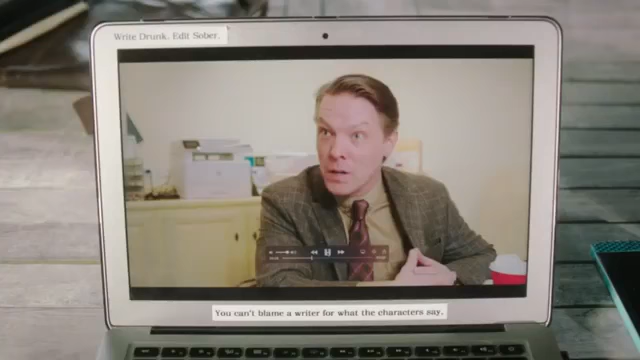 Write Drunk, Edit Sober.
You can't blame a writer for what the characters say.